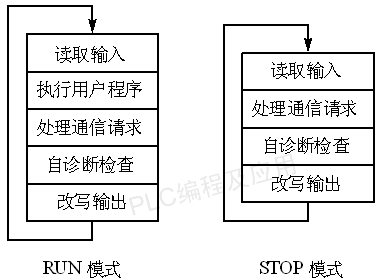 读取输入
执行用户程序
处理通信请求
自诊断检查
改写输出
RUN 模式
读取输入
处理通信请求
自诊断检查
改写输出
STOP 模式
PLC编程及应用